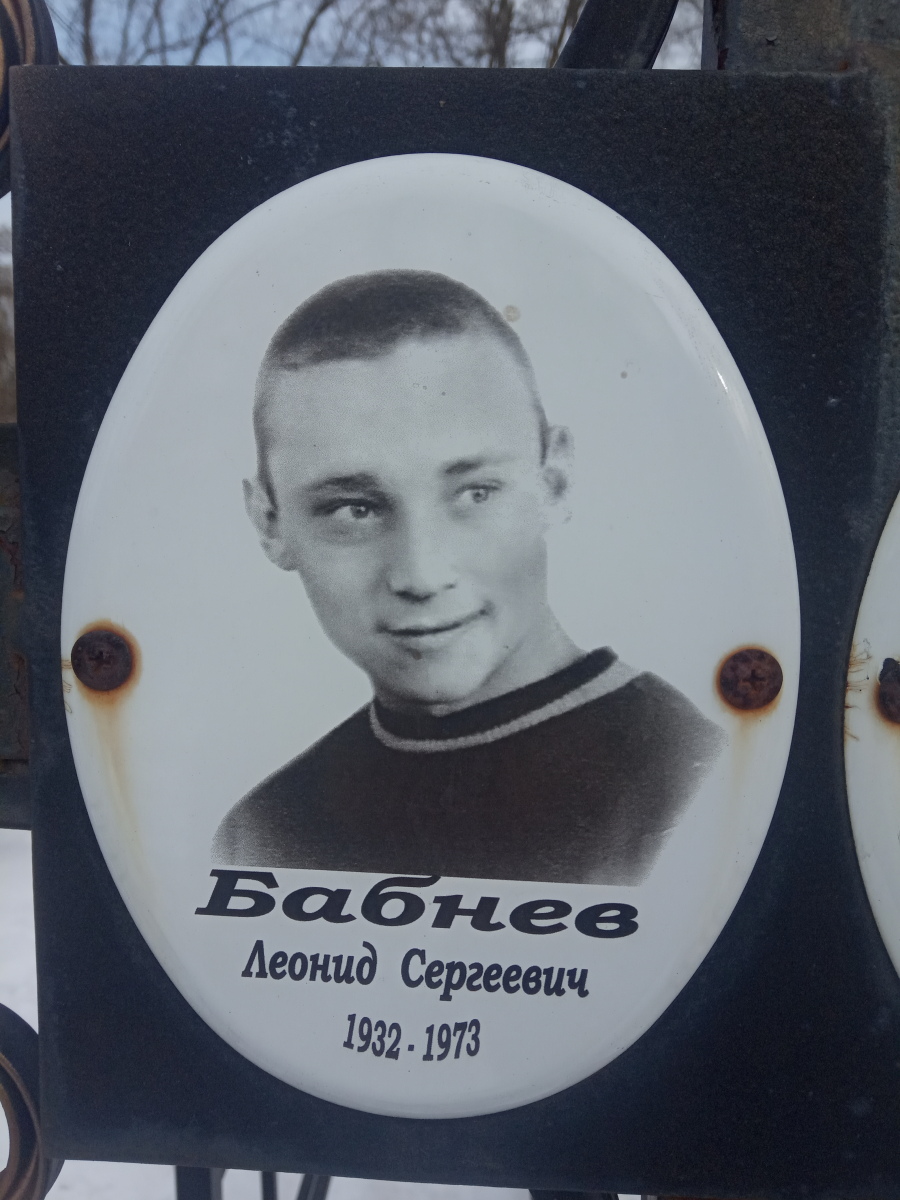 Бабнев
Леонид Сергеевич
1932 - 1973